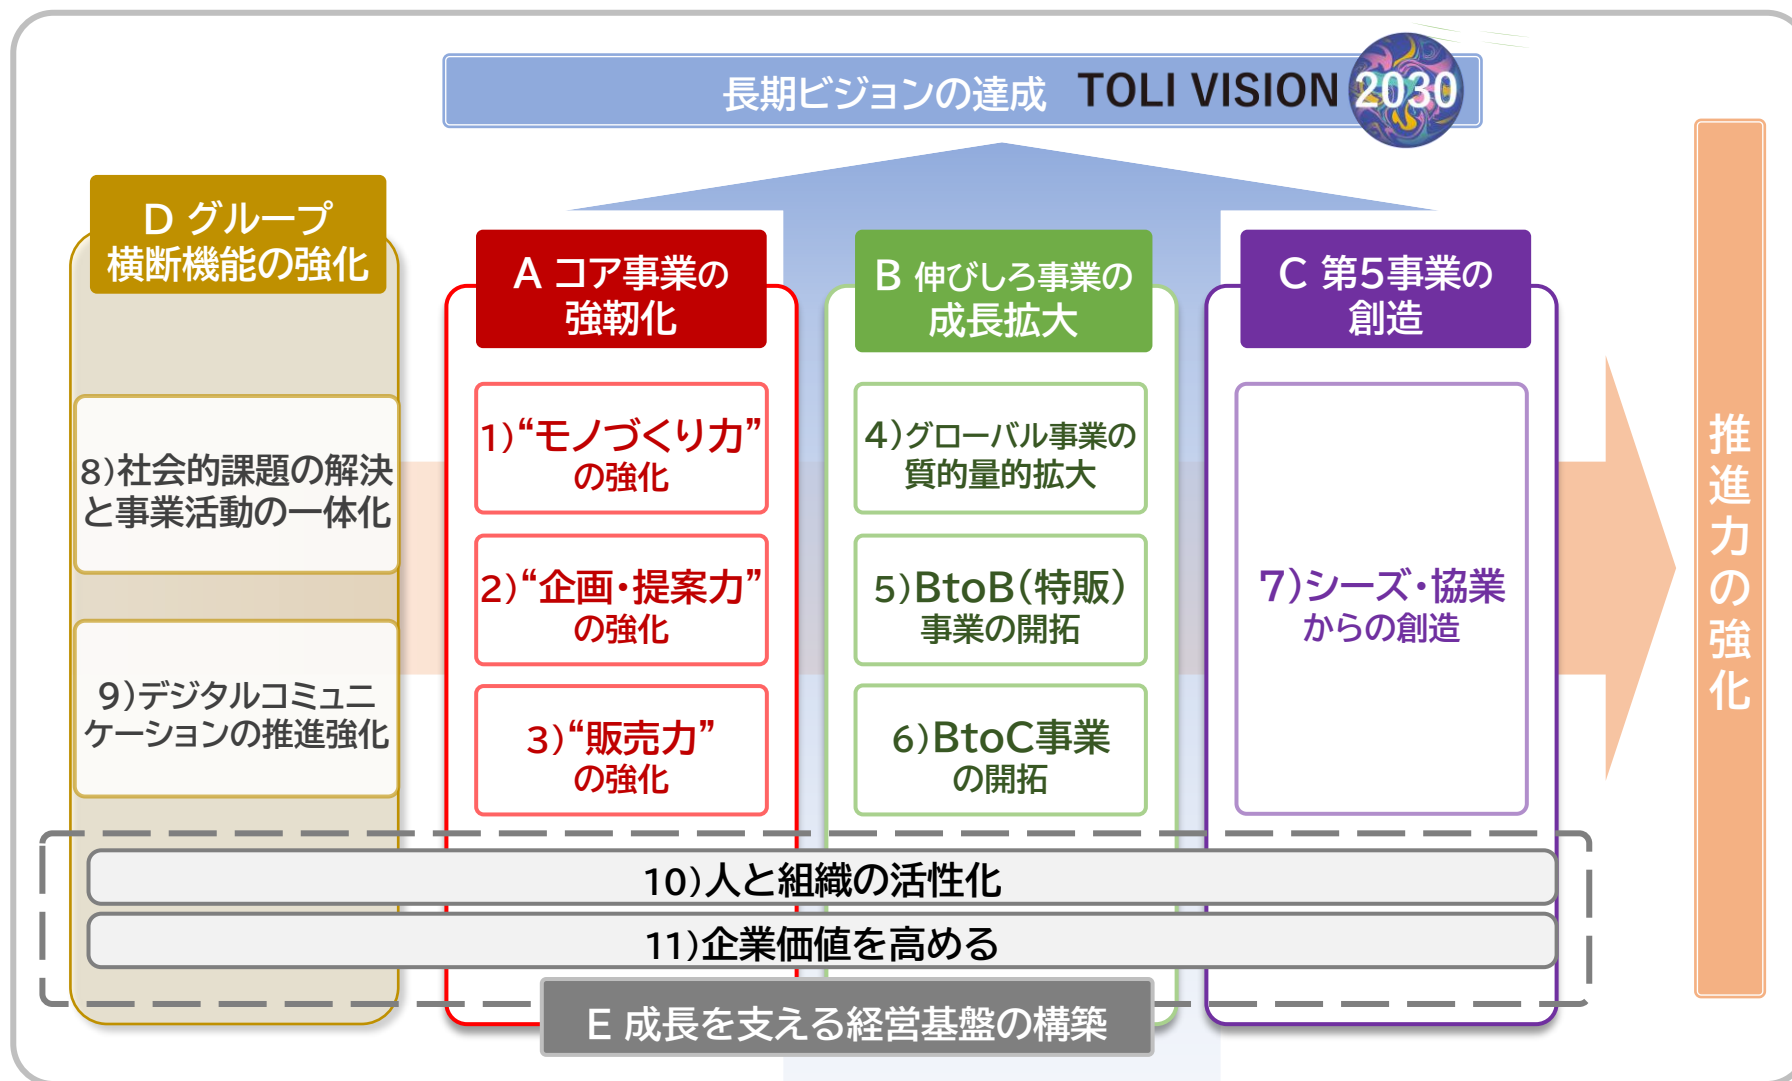 長期ビジョンの達成 TOLI VISION 2030
D グループ
横断機能の強化
8)社会的課題の解決
と事業活動の一体化
9)デジタルコミュニ
ケーションの推進強化
A コア事業の
強靭化
1)“モノづくり力”
の強化
2)“企画・提案力”
の強化
3)“販売力”
の強化
B 伸びしろ事業の
成長拡大
4)グローバル事業の
質的量的拡大
5)BtoB(特販)
事業の開拓
6)BtoC事業
の開拓
C 第5事業の
創造
7)シーズ・協業
からの創造
推進力の強化
10)人と組織の活性化
11)企業価値を高める
E 成長を支える経営基盤の構築